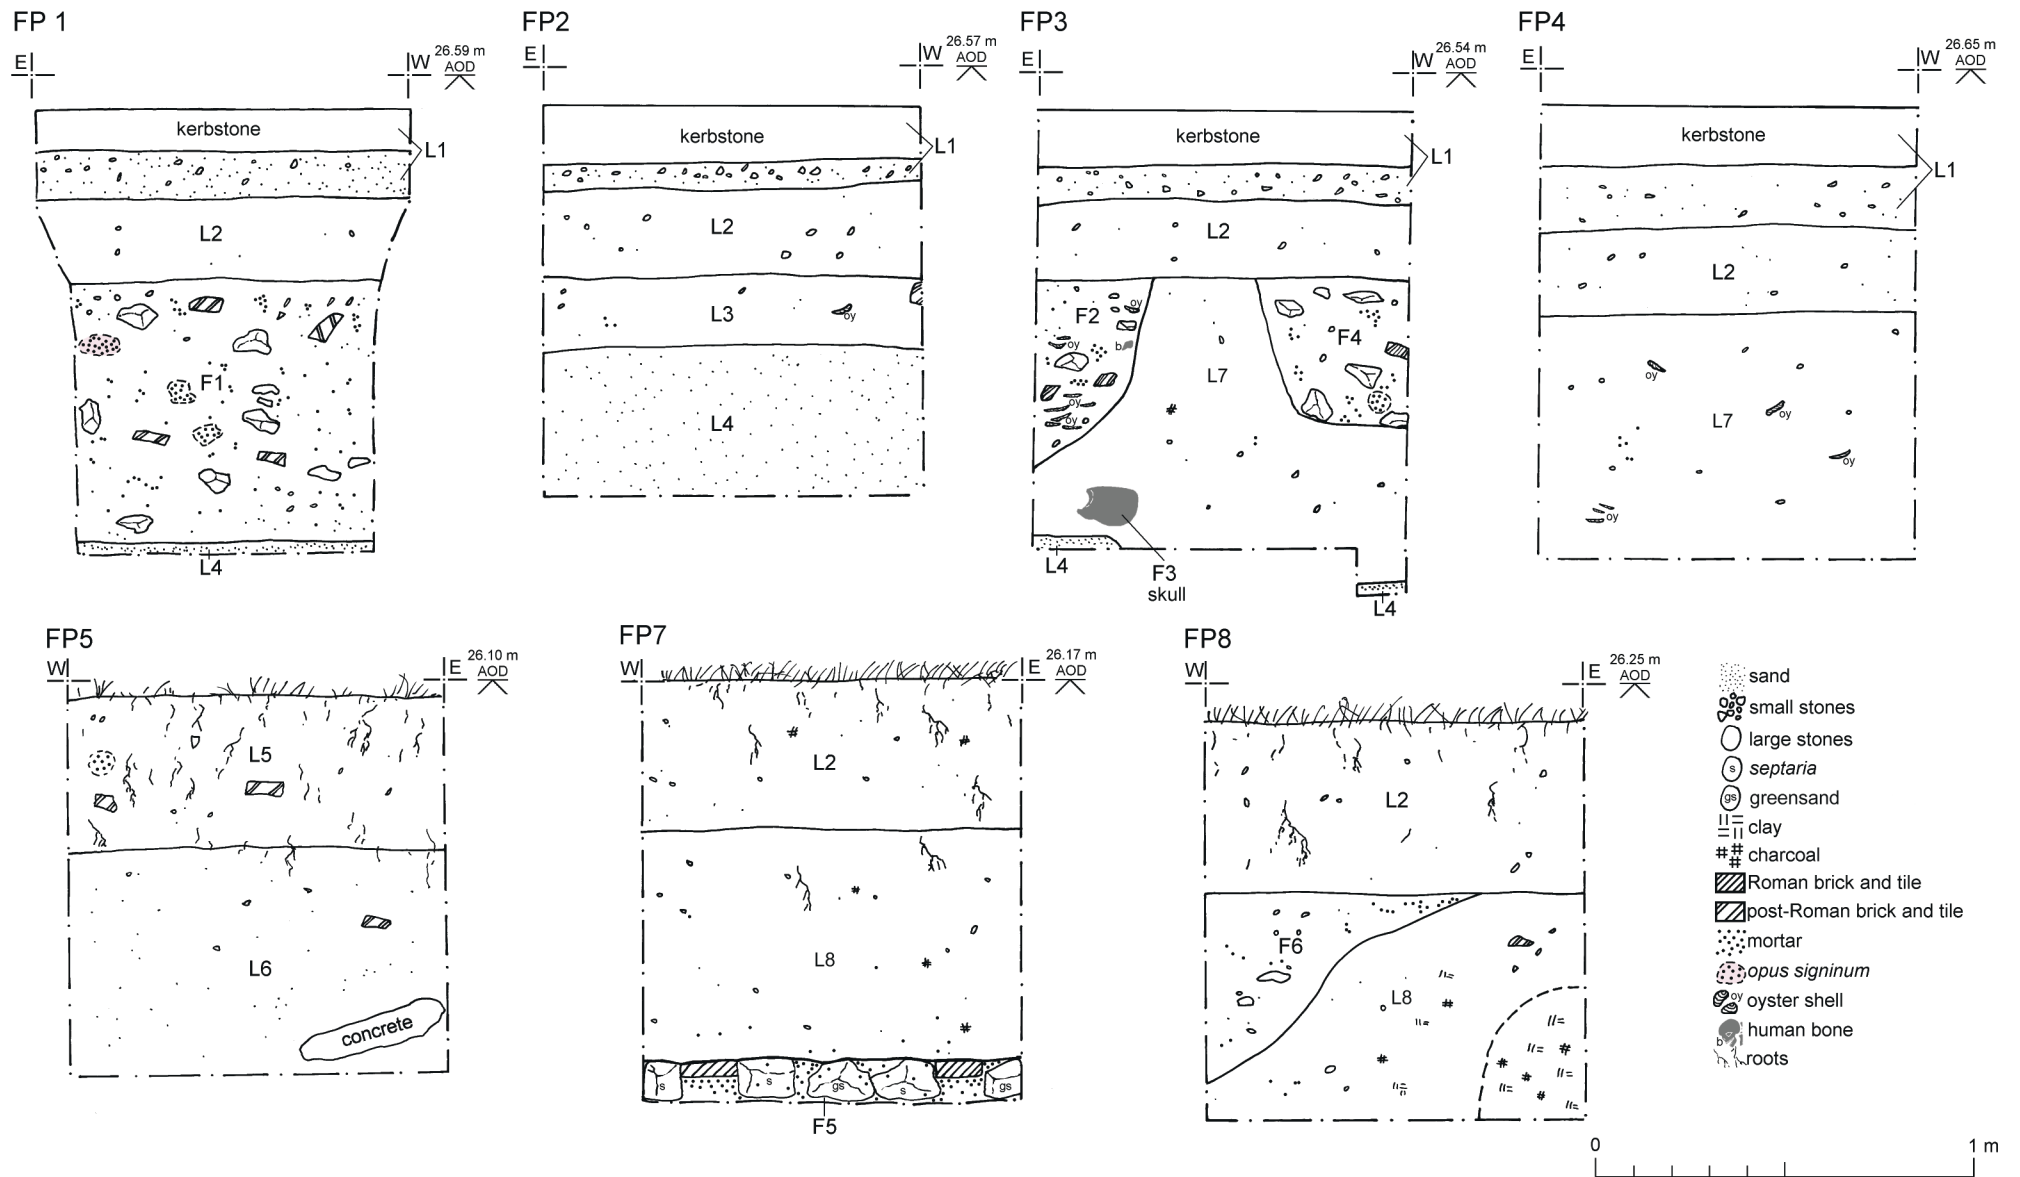 FP 1
E
W
26.59 m
AOD
kerbstone
L1
L2
F1
L4
FP2
E
W
26.57 m
AOD
kerbstone
L1
L2
L3
oy
L4
FP3
E
W
26.54 m
AOD
kerbstone
L1
L2
F2
oy
oy
b
oy
oy
F4
L7
L4
F3
skull
L4
FP4
E
W
26.65 m
AOD
kerbstone
L1
L2
oy
oy
L7
oy
oy
FP5
W
E
26.10 m
AOD
L5
L6
concrete
FP7
W
E
26.17 m
AOD
L2
L8
s
s
gs
s
gs
F5
FP8
W
E
26.25 m
AOD
L2
F6
L8
sand
small stones
large stones
s
septaria
gs
greensand
clay
charcoal
Roman brick and tile
post-Roman brick and tile
mortar
opus signinum
oy
oyster shell
b
human bone
roots
0
1 m